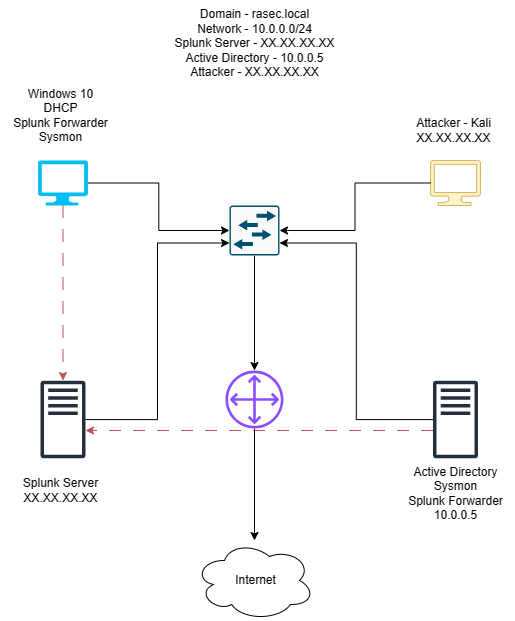 Domain - rasec.local
Network - 10.0.0.0/24
Splunk Server - XX.XX.XX.XX
Active Directory - 10.0.0.5
Attacker - XX.XX.XX.XX
Windows 10
DHCP
Splunk Forwarder
Sysmon
Attacker - Kali
XX.XX.XX.XX
Splunk Server
XX.XX.XX.XX
Active Directory
Sysmon
Splunk Forwarder
10.0.0.5
Internet